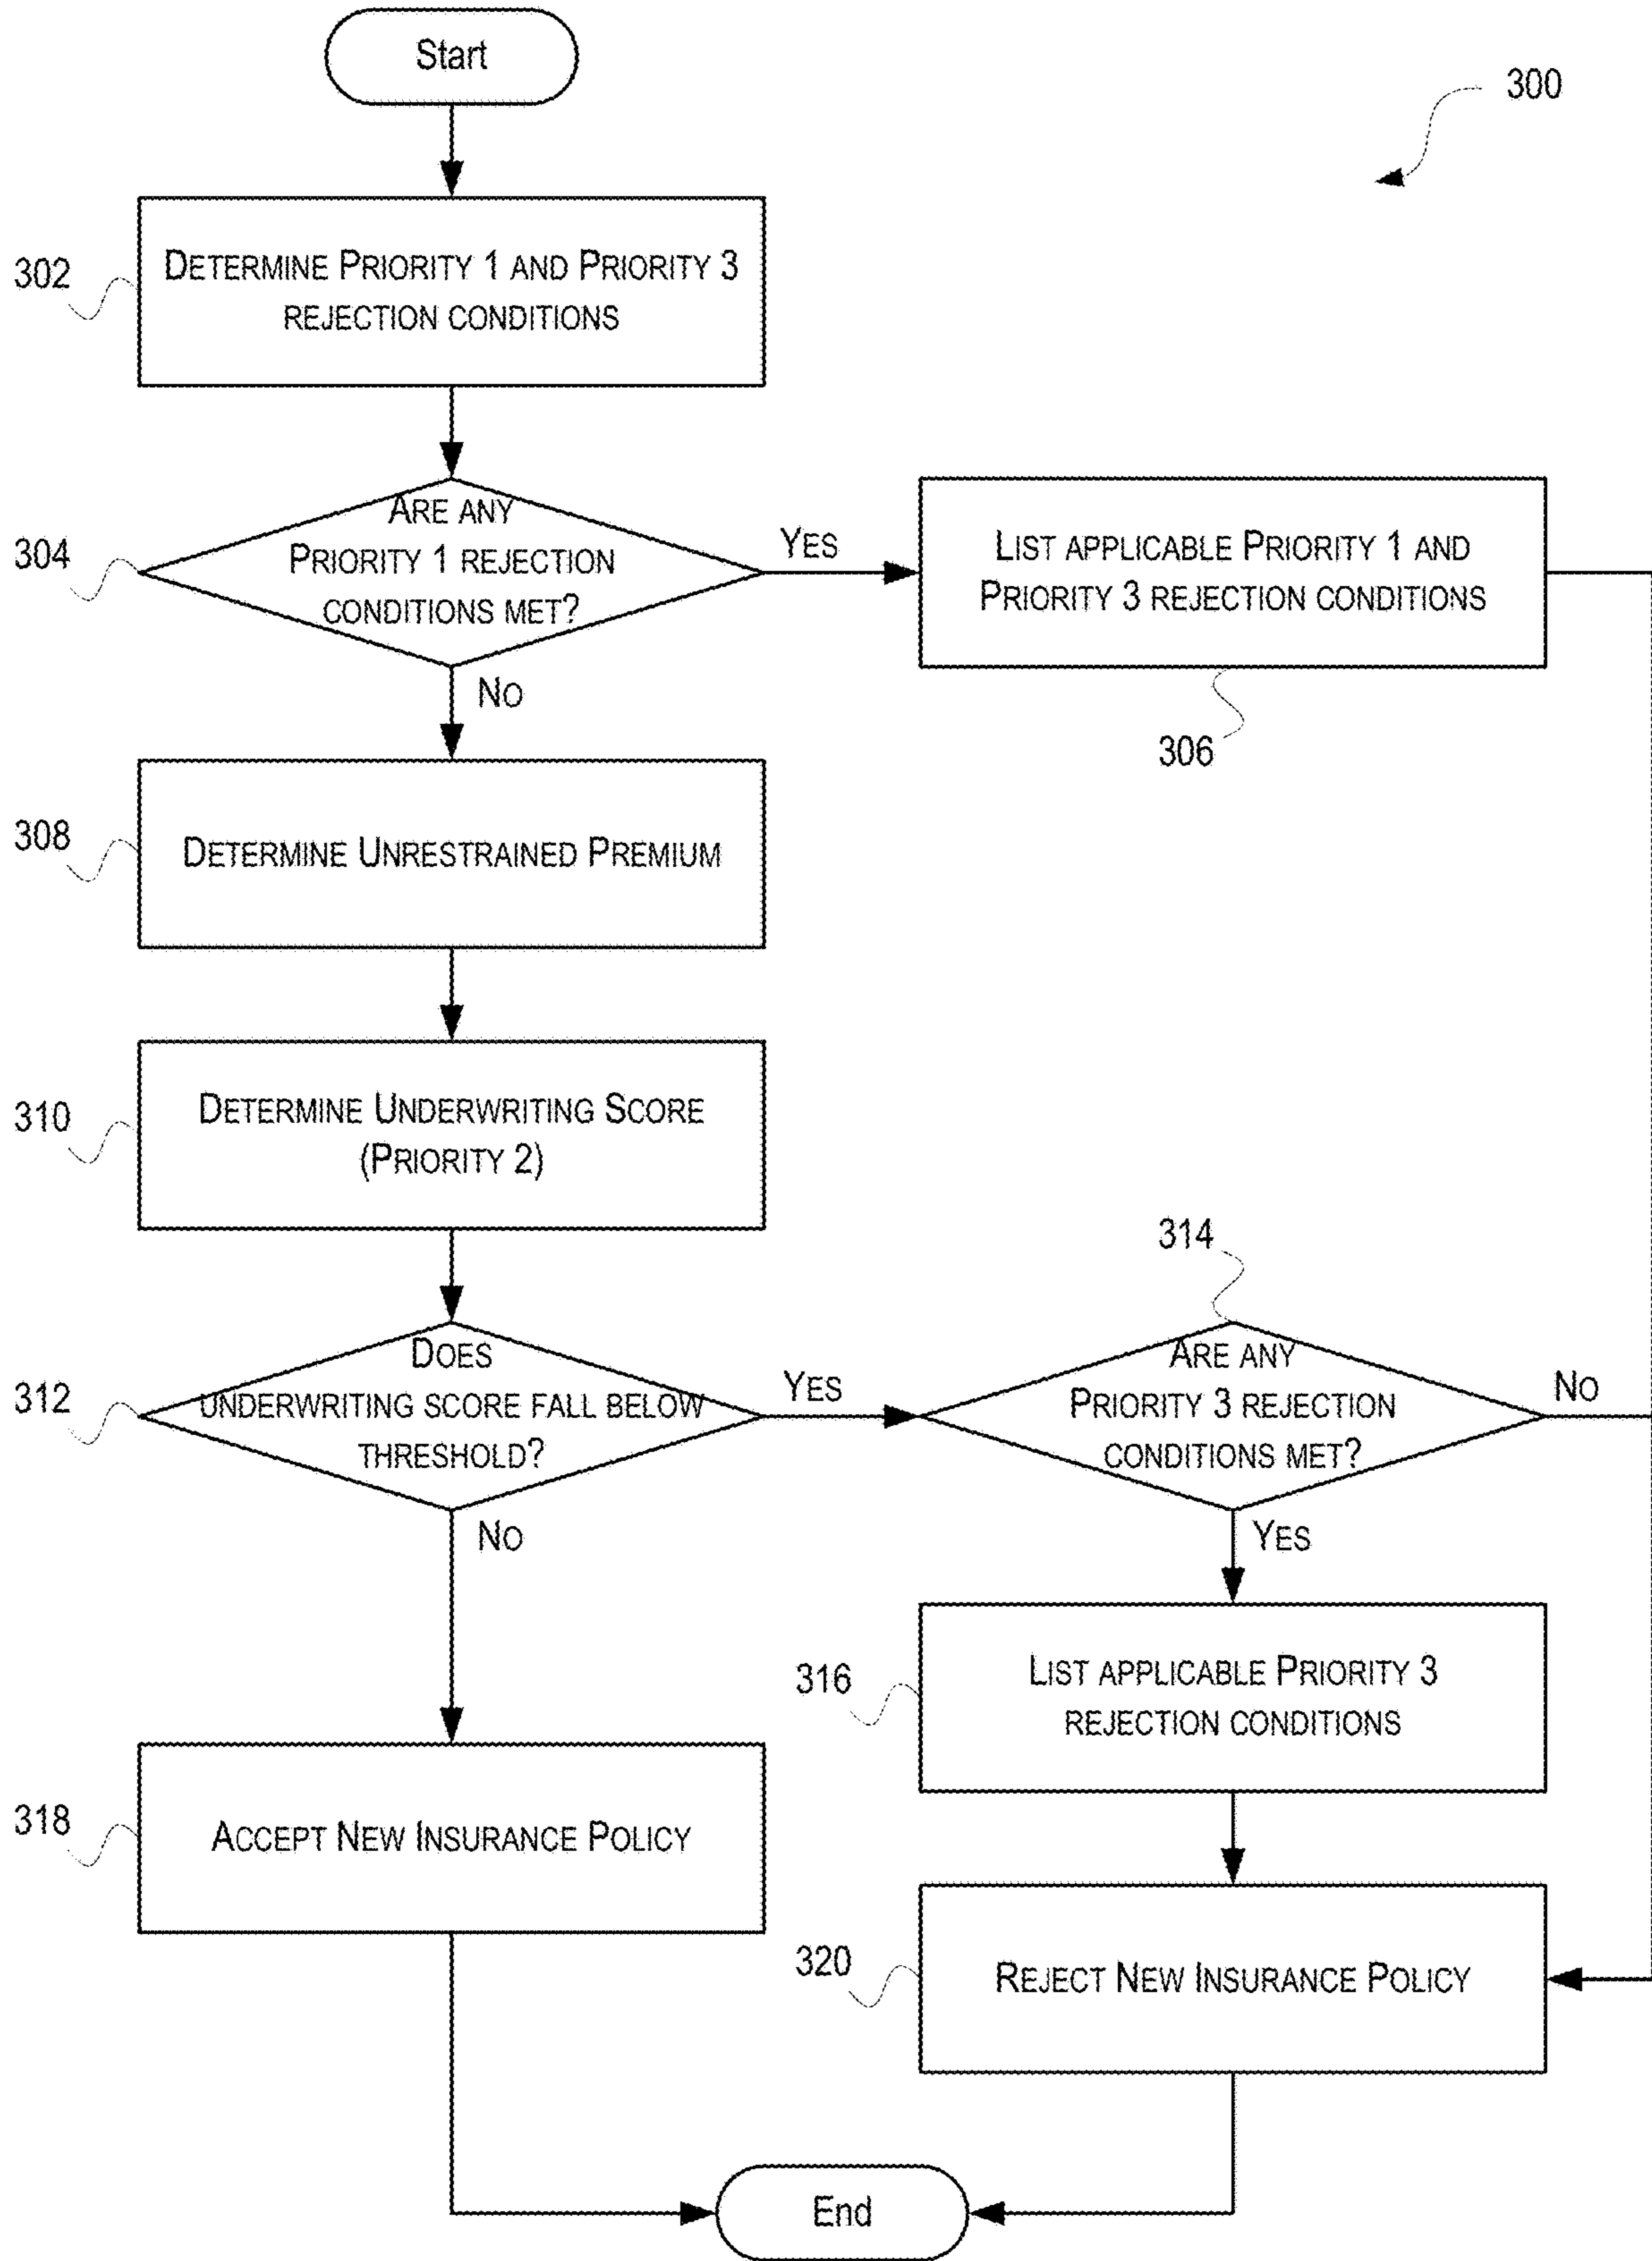 Start
300
302
DETERMINE PRIORITY 1 AND PRIORITY 3
REJECTION CONDITIONS
304
ARE ANY
PRIORITY 1 REJECTION
CONDITIONS MET?
YES
LIST APPLICABLE PRIORITY 1 AND
PRIORITY 3 REJECTION CONDITIONS
306
NO
308
DETERMINE UNRESTRAINED PREMIUM
310
DETERMINE UNDERWRITING SCORE
(PRIORITY 2)
312
DOES
UNDERWRITING SCORE FALL BELOW
THRESHOLD?
YES
314
ARE ANY
PRIORITY 3 REJECTION
CONDITIONS MET?
NO
NO
YES
316
LIST APPLICABLE PRIORITY 3
REJECTION CONDITIONS
318
ACCEPT NEW INSURANCE POLICY
320
REJECT NEW INSURANCE POLICY
End